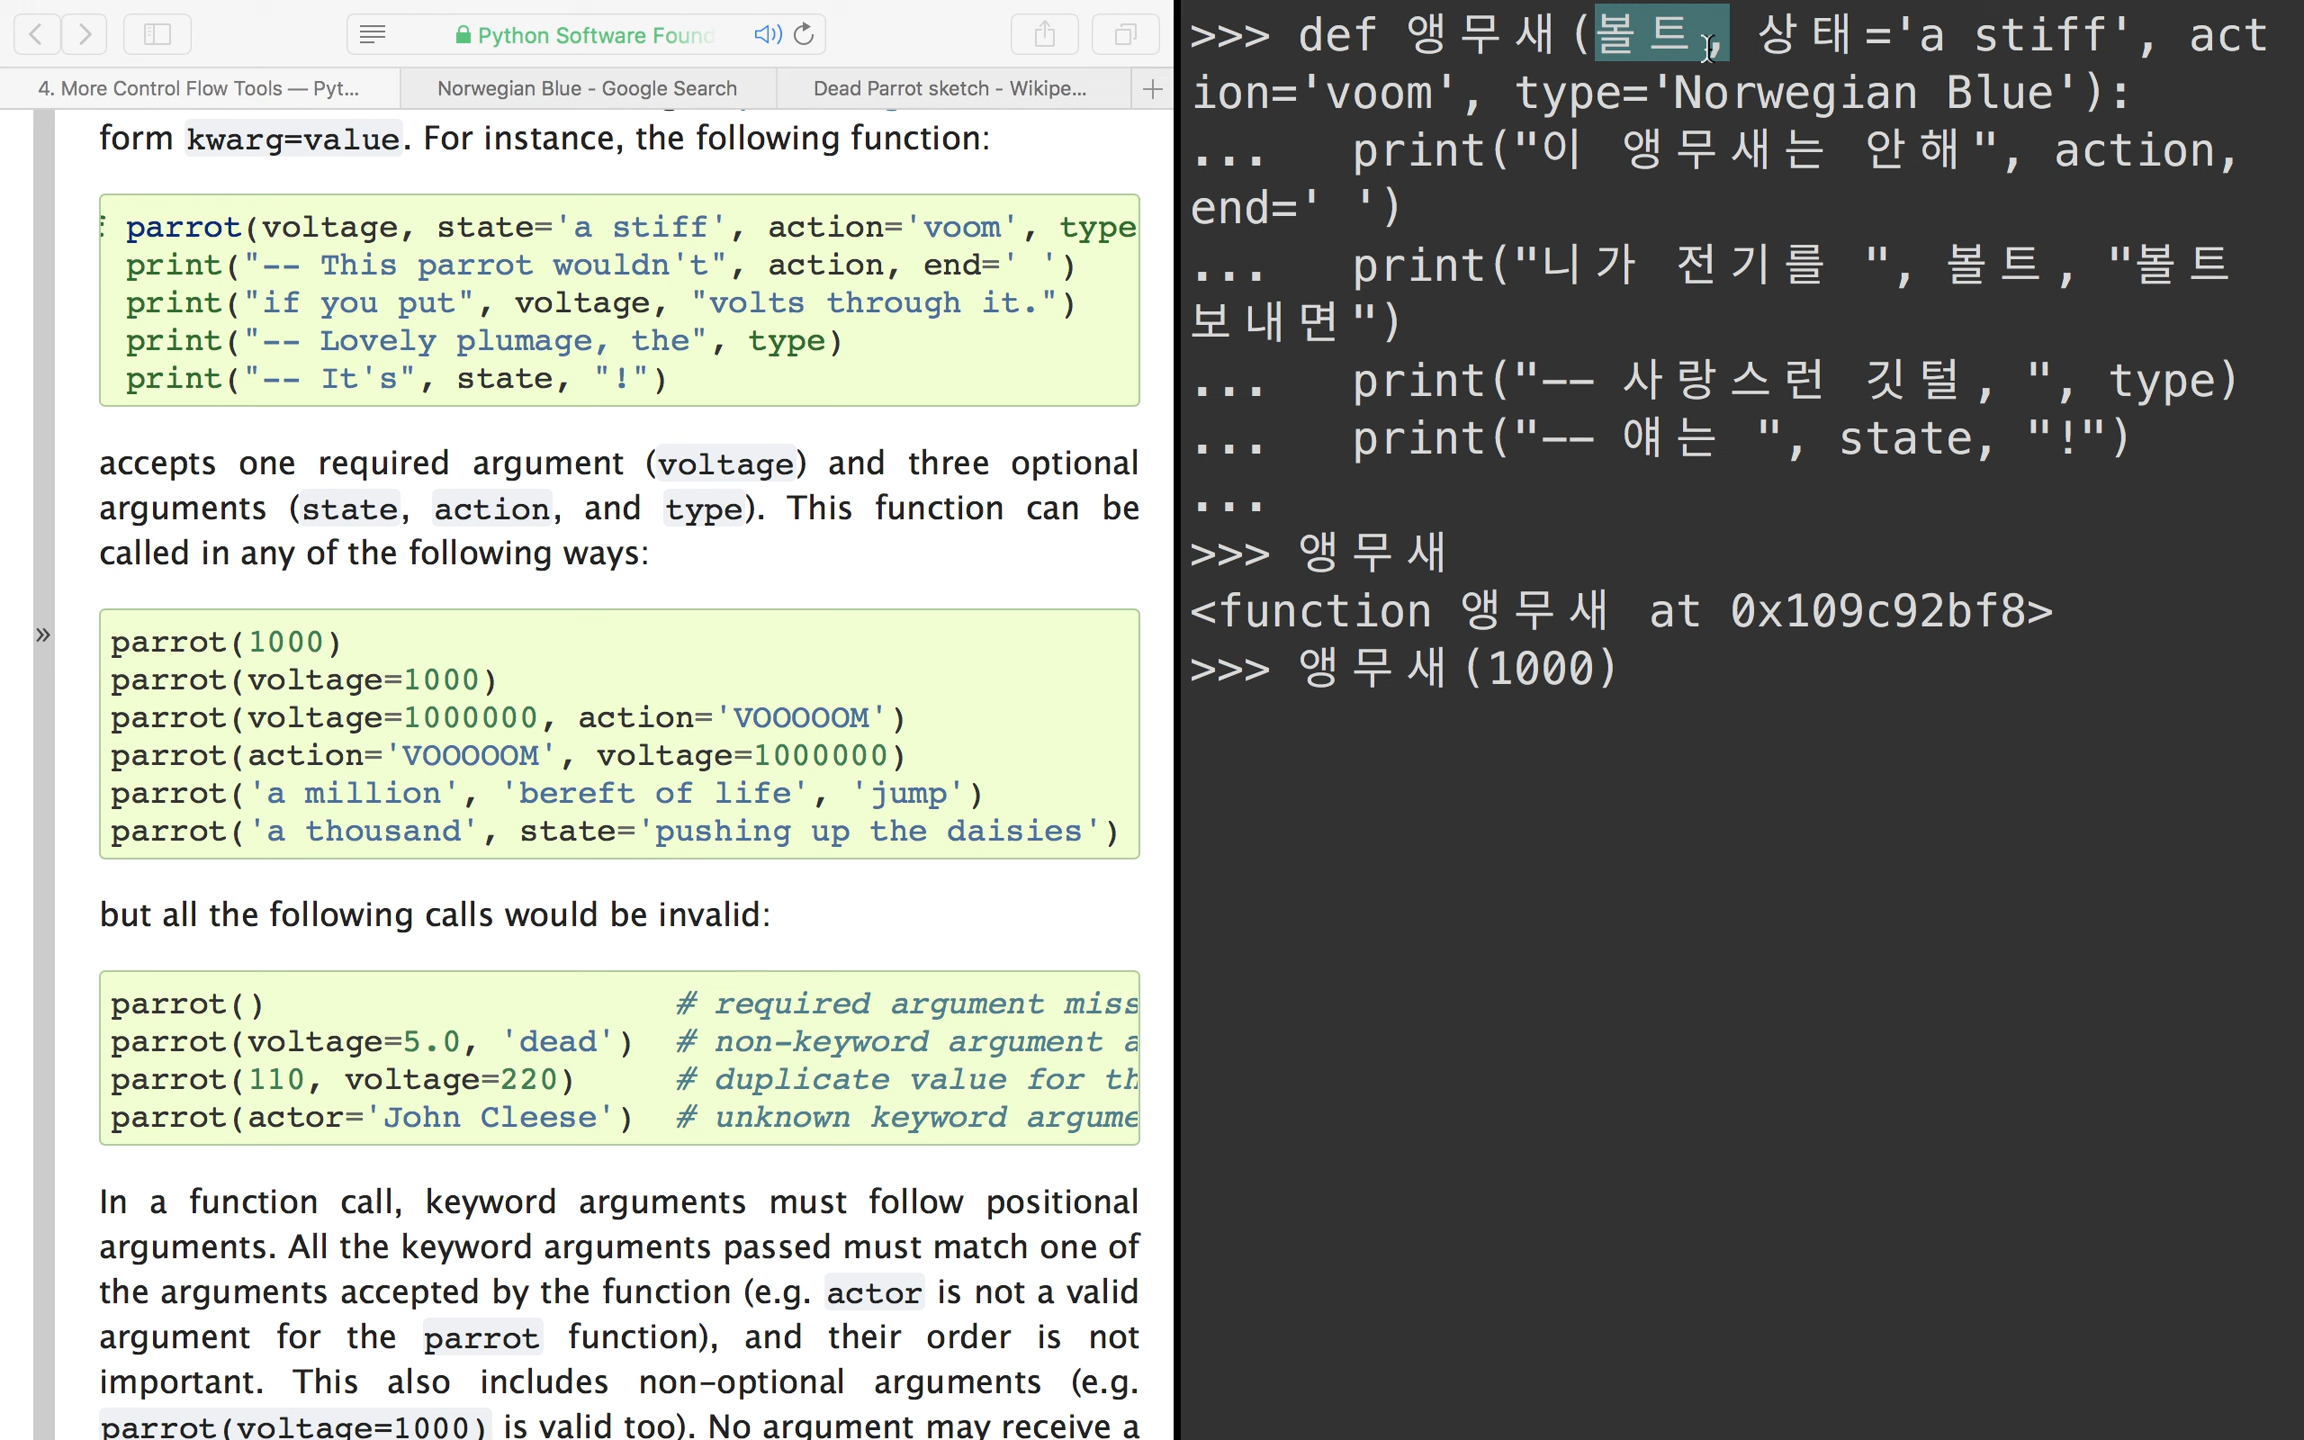 Python Software Found
4. More Control Flow Tools — Pyt...
Norwegian Blue - Google Search
Dead Parrot sketch - Wikipe...
form kwarg=value. For instance, the following function:
parrot(voltage, state='a stiff', action='voom', type
print("-- This parrot wouldn't", action, end=' ')
print("if you put", voltage, "volts through it.")
print("-- Lovely plumage, the", type)
print("-- It's", state, "!")
accepts one required argument (voltage) and three optional
arguments (state, action, and type). This function can be
called in any of the following ways:
parrot(1000)
parrot(voltage=1000)
parrot(voltage=1000000, action='VOOOOOM')
parrot(action='VOOOOOM', voltage=1000000)
parrot('a million', 'bereft of life', 'jump')
parrot('a thousand', state='pushing up the daisies')
but all the following calls would be invalid:
parrot() # required argument miss
parrot(voltage=5.0, 'dead') # non-keyword argument a
parrot(110, voltage=220) # duplicate value for th
parrot(actor='John Cleese') # unknown keyword argume
In a function call, keyword arguments must follow positional
arguments. All the keyword arguments passed must match one of
the arguments accepted by the function (e.g. actor is not a valid
argument for the parrot function), and their order is not
important. This also includes non-optional arguments (e.g.
parrot(voltage=1000) is valid too). No argument may receive a
>>> def 앵무새(볼트, 상태='a stiff', act
ion='voom', type='Norwegian Blue'):
... print("이 앵무새는 안해", action,
end=' ')
... print("니가 전기를 ", 볼트, "볼트
보내면")
... print("-- 사랑스런 깃털, ", type)
... print("-- 얘는 ", state, "!")
...
>>> 앵무새
<function 앵무새 at 0x109c92bf8>
>>> 앵무새(1000)